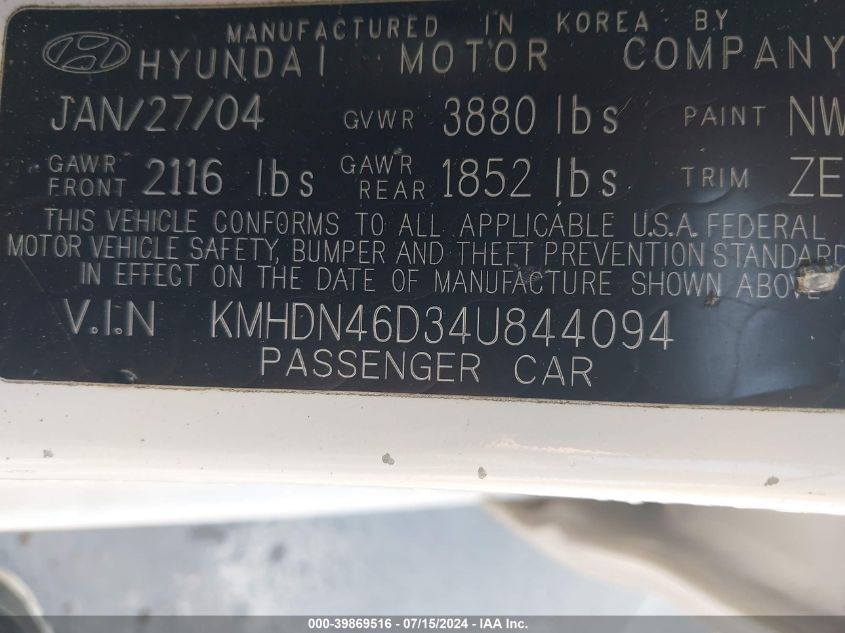 MANUFACTURED IN KOREA BY
HYUNDAI MOTOR COMPANY
JAN/27/04 GVWR 3880 lbs PAINT NW
GAWR FRONT 2116 lbs GAWR REAR 1852 lbs TRIM ZE
THIS VEHICLE CONFORMS TO ALL APPLICABLE U.S.A. FEDERAL
MOTOR VEHICLE SAFETY, BUMPER AND THEFT PREVENTION STANDARD
IN EFFECT ON THE DATE OF MANUFACTURE SHOWN ABOVE
V.I.N KMHDN46D34U844094
PASSENGER CAR
000-39869516 - 07/15/2024 - IAA Inc.